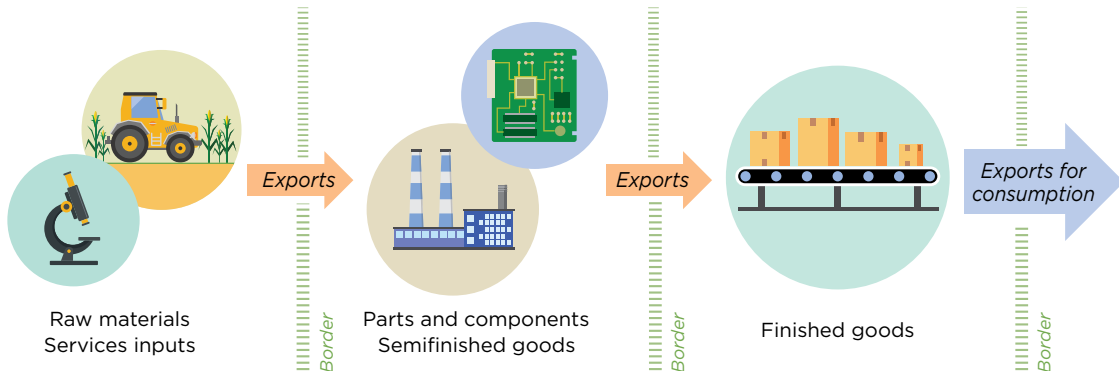 Exports
Exports
Exports for
consumption
Raw materials
Services inputs
Border
Parts and components
Semifinished goods
Border
Finished goods
Border